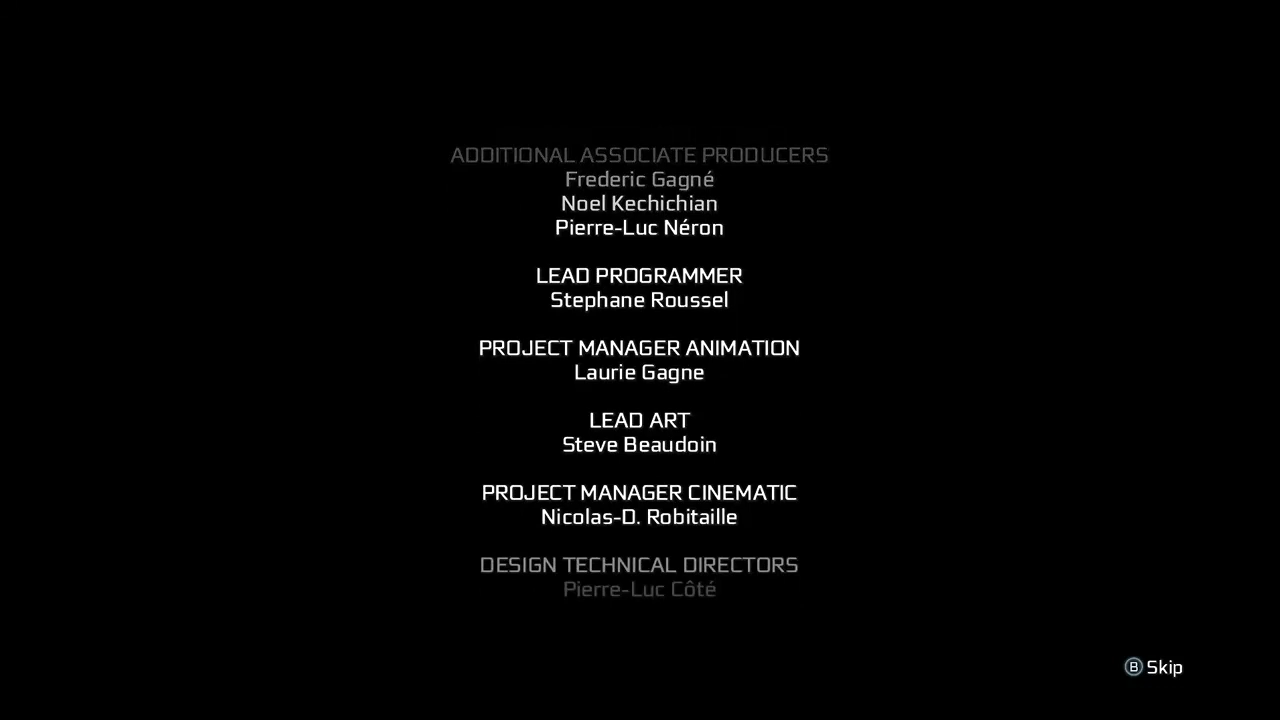 ADDITIONAL ASSOCIATE PRODUCERS
Frederic Gagné
Noel Kechichian
Pierre-Luc Néron
LEAD PROGRAMMER
Stephane Roussel
PROJECT MANAGER ANIMATION
Laurie Gagne
LEAD ART
Steve Beaudoin
PROJECT MANAGER CINEMATIC
Nicolas-D. Robitaille
DESIGN TECHNICAL DIRECTORS
Pierre-Luc Côté
B Skip